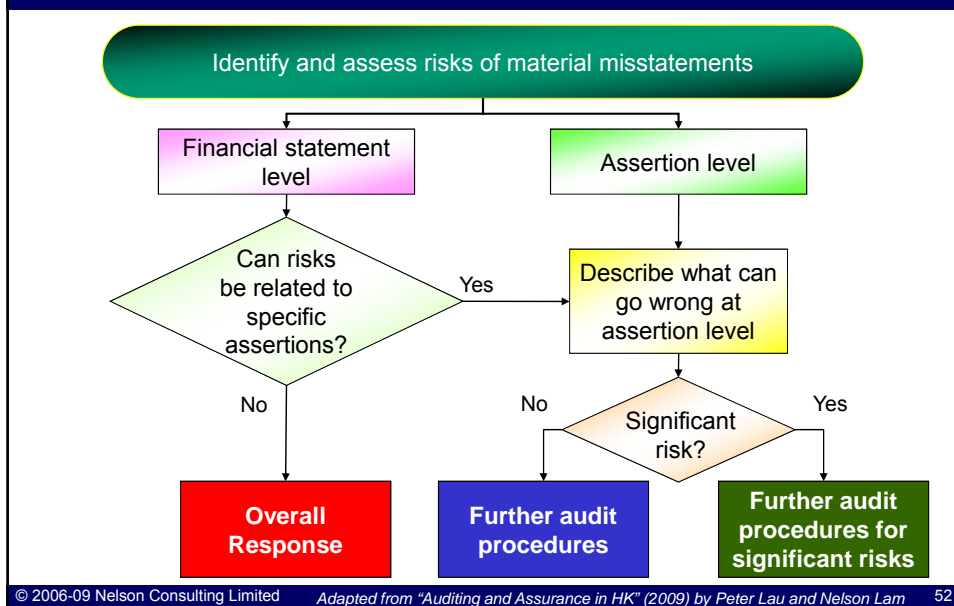 Identify and assess risks of material misstatements
Financial statement
level
Assertion level
Can risks
be related to
specific
assertions?
Yes
Describe what can
go wrong at
assertion level
No
No
Significant
risk?
Yes
Overall
Response
Further audit
procedures
Further audit
procedures for
significant risks
© 2006-09 Nelson Consulting Limited Adapted from “Auditing and Assurance in HK” (2009) by Peter Lau and Nelson Lam 52